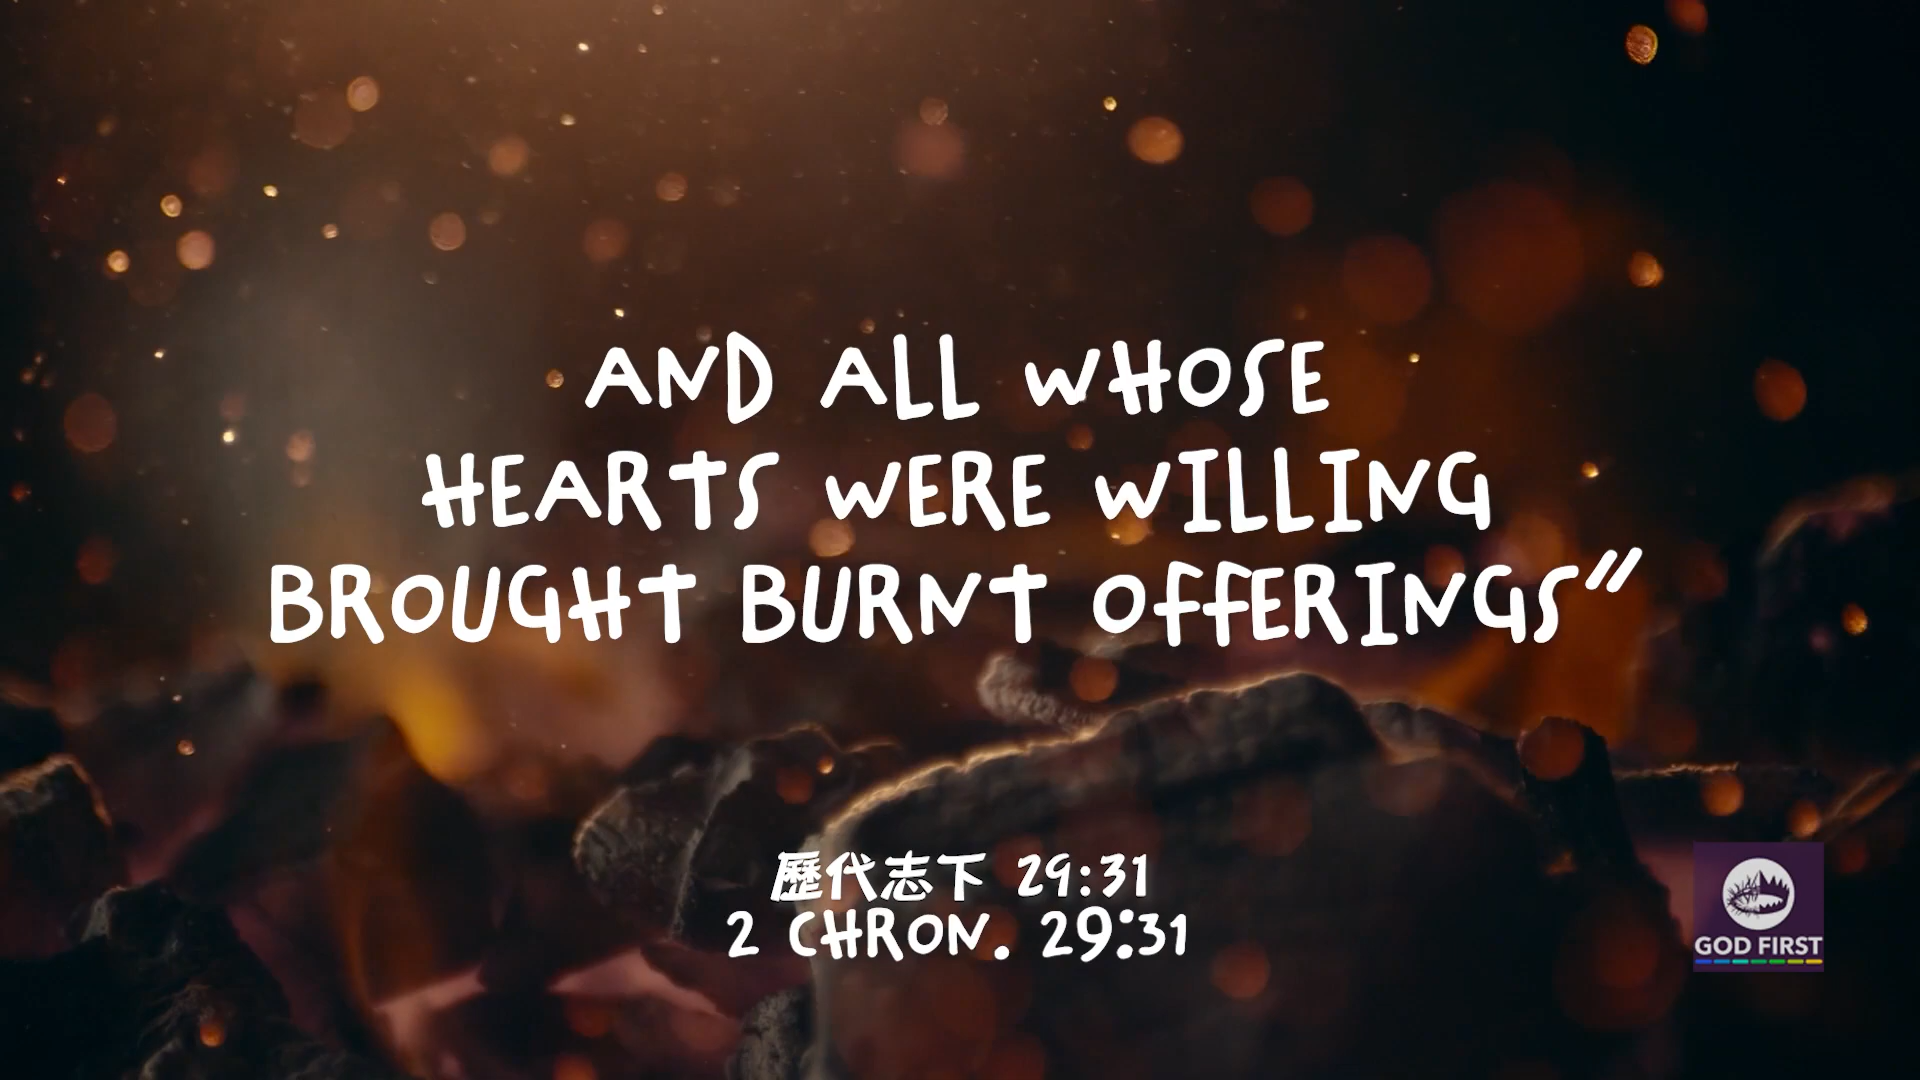 AND ALL WHOSE
HEARTS WERE WILLING
BROUGHT BURNT OFFERINGS”
歷代志下 29:31
2 CHRON. 29:31
GOD FIRST